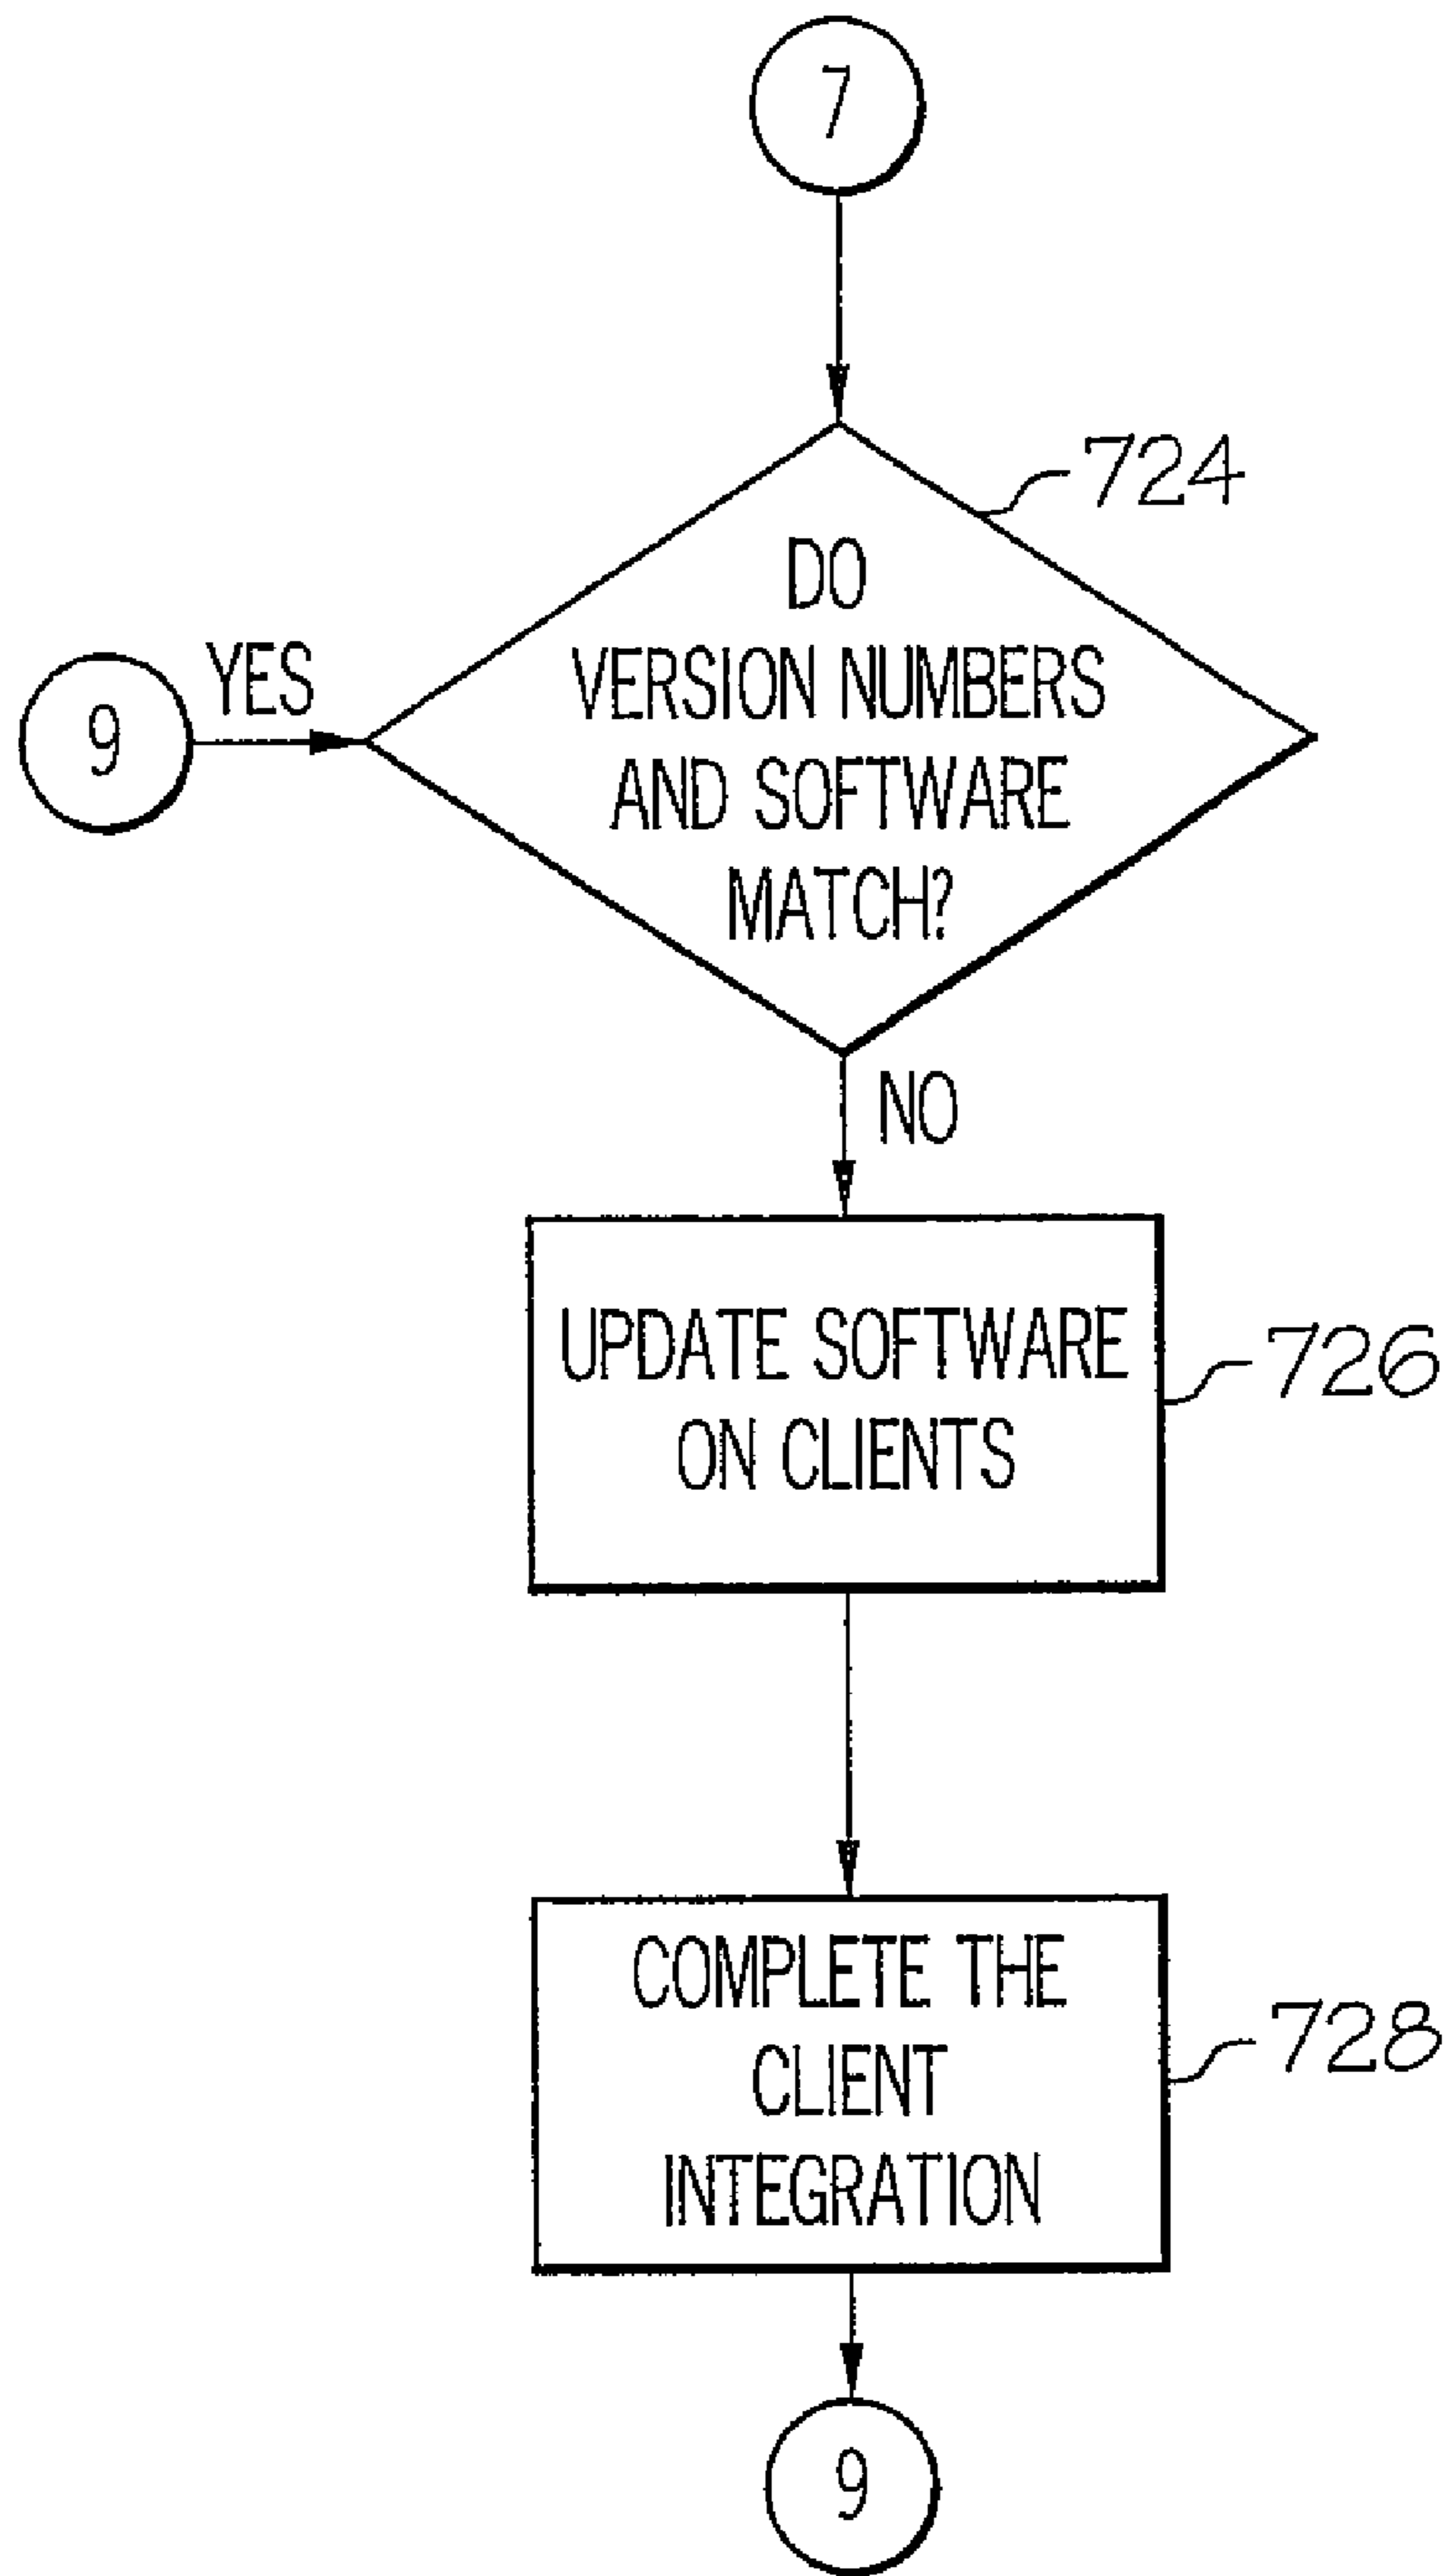 7
724
DO
VERSION NUMBERS
AND SOFTWARE
MATCH?
YES
9
NO
UPDATE SOFTWARE
ON CLIENTS
726
COMPLETE THE
CLIENT
INTEGRATION
728
9